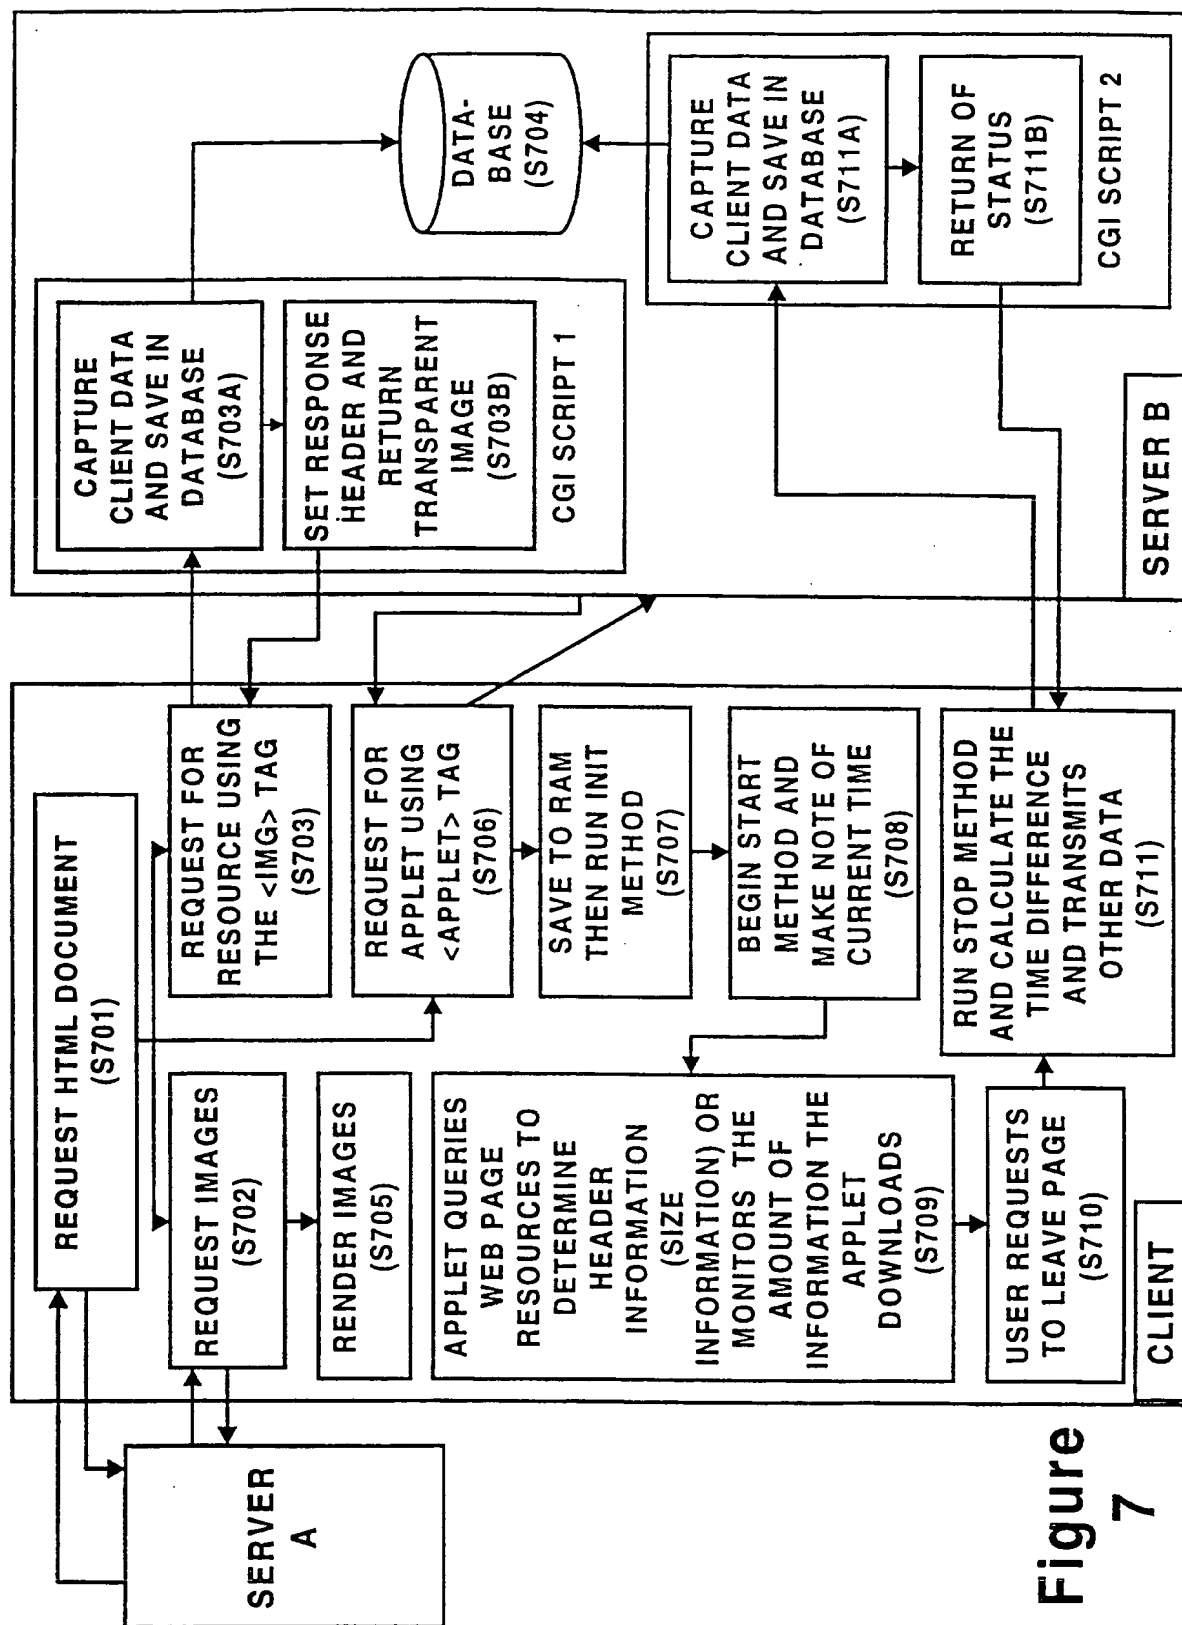 SERVER
A
REQUEST HTML DOCUMENT
(S701)
REQUEST IMAGES
(S702)
RENDER IMAGES
(S705)
REQUEST FOR
RESOURCE USING
THE <IMG> TAG
(S703)
REQUEST FOR
APPLET USING
<APPLET> TAG
(S706)
SAVE TO RAM
THEN RUN INIT
METHOD
(S707)
BEGIN START
METHOD AND
MAKE NOTE OF
CURRENT TIME
(S708)
APPLET QUERIES
WEB PAGE
RESOURCES TO
DETERMINE
HEADER
INFORMATION
(SIZE
INFORMATION) OR
MONITORS THE
AMOUNT OF
INFORMATION THE
APPLET
DOWNLOADS
(S709)
USER REQUESTS
TO LEAVE PAGE
(S710)
RUN STOP METHOD
AND CALCULATE THE
TIME DIFFERENCE
AND TRANSMITS
OTHER DATA
(S711)
CLIENT
CAPTURE
CLIENT DATA
AND SAVE IN
DATABASE
(S703A)
SET RESPONSE
HEADER AND
RETURN
TRANSPARENT
IMAGE
(S703B)
CGI SCRIPT 1
DATA-
BASE
(S704)
CAPTURE
CLIENT DATA
AND SAVE IN
DATABASE
(S711A)
RETURN OF
STATUS
(S711B)
CGI SCRIPT 2
SERVER B
Figure
7